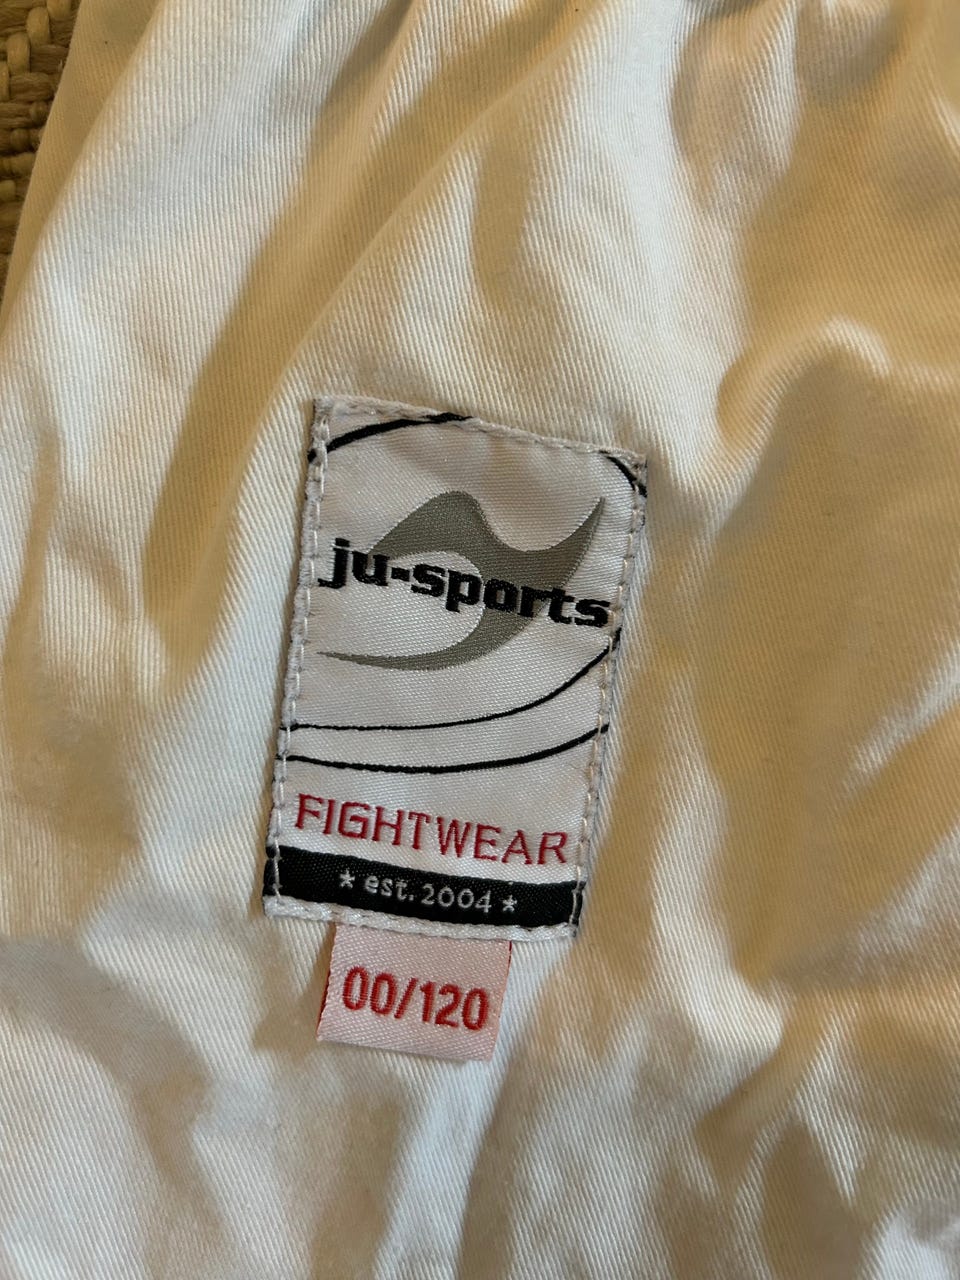 ju-sports
FIGHTWEAR
* est. 2004 *
00/120